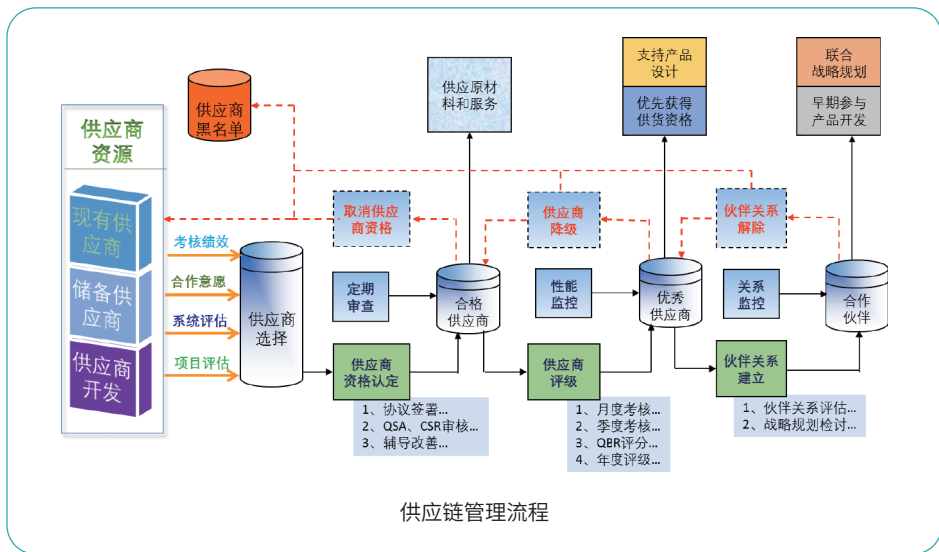 供应商
资源
现有供
应商
储备供
应商
供应商
开发
考核绩效
合作意愿
系统评估
项目评估
供应商
黑名单
供应商
选择
供应原材
料和服务
支持产品
设计
优先获得
供货资格
联合
战略规划
早期参与
产品开发
取消供应
商资格
供应商
降级
伙伴关系
解除
定期
审查
合格
供应商
性能
监控
优秀
供应商
关系
监控
合作
伙伴
供应商
资格认定
供应商
评级
伙伴关系
建立
1、协议签署...
2、QSA、CSR审核...
3、辅导改善...
1、月度考核...
2、季度考核...
3、QBR评分...
4、年度评级...
1、伙伴关系评估...
2、战略规划检讨...
供应链管理流程